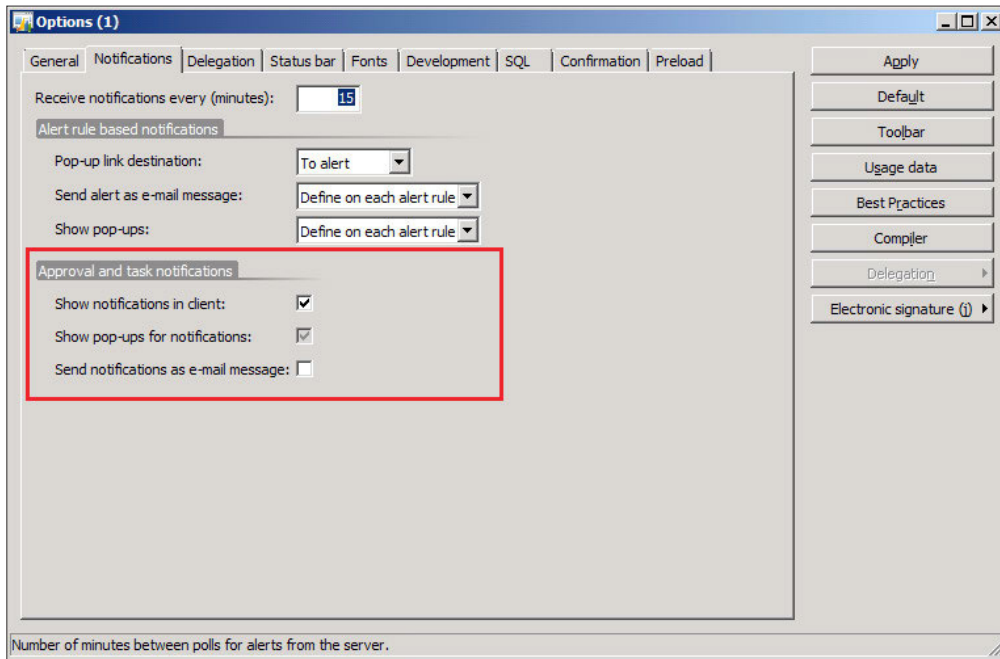 Options (1)
General Notifications Delegation Status bar Fonts Development SQL Confirmation Preload
Receive notifications every (minutes): 15
Alert rule based notifications
Pop-up link destination: To alert
Send alert as e-mail message: Define on each alert rule
Show pop-ups: Define on each alert rule
Approval and task notifications
Show notifications in client:
Show pop-ups for notifications:
Send notifications as e-mail message:
Apply
Default
Toolbar
Usage data
Best Practices
Compiler
Delegation
Electronic signature (j)
Number of minutes between polls for alerts from the server.